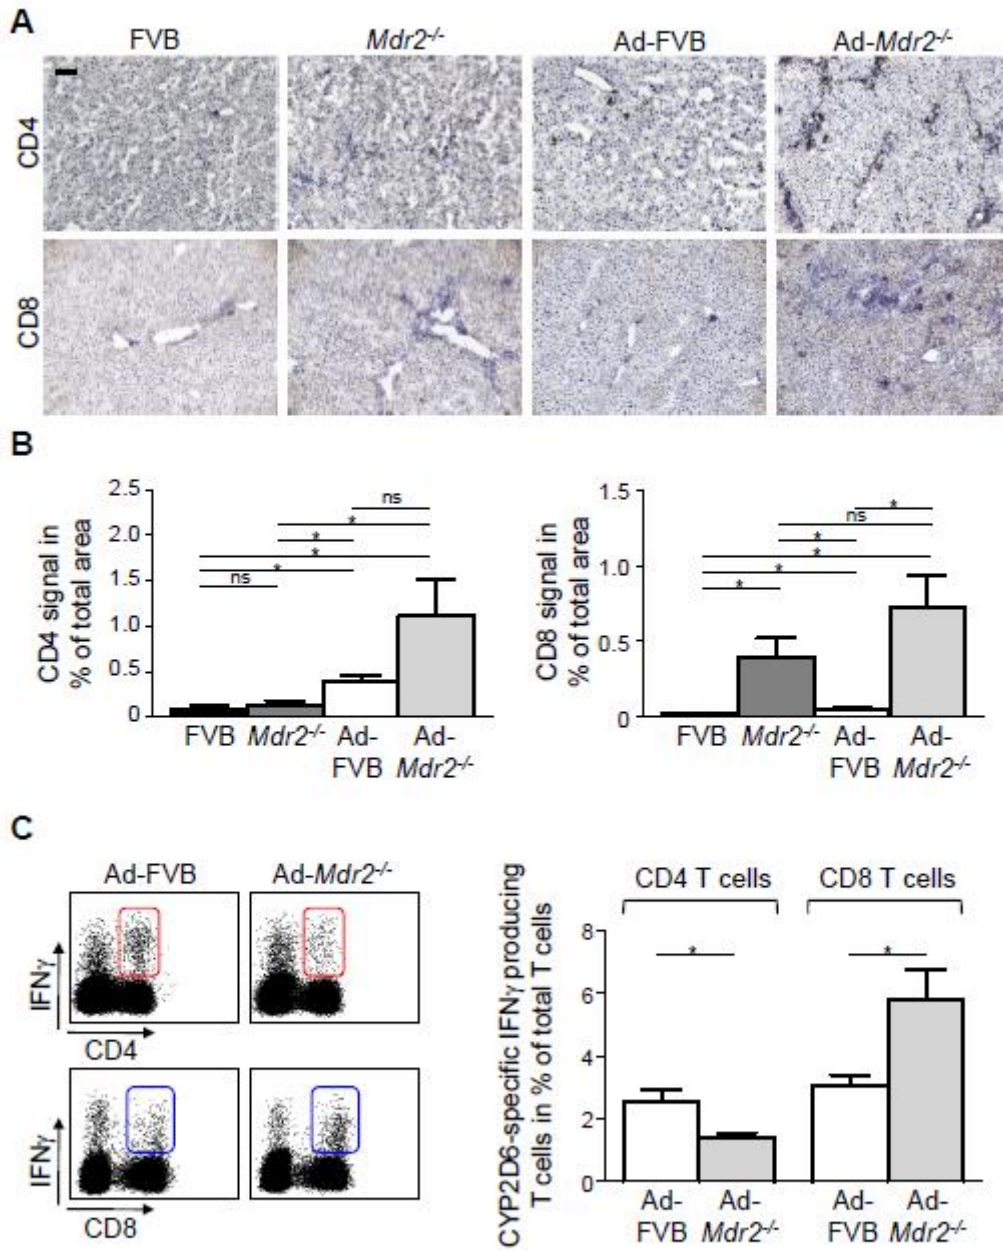 A
FVB Mdr2-/- Ad-FVB Ad-Mdr2-/-
CD4
CD8
B
CD4 signal in
% of total area
2.5
2.0
1.5
1.0
0.5
0
ns
*
*
*
*
ns
FVB Mdr2-/- Ad- Ad-
FVB Mdr2-/-
CD8 signal in
% of total area
1.5
1.0
0.5
0
*
ns
*
*
*
*
FVB Mdr2-/- Ad- Ad-
FVB Mdr2-/-
C
Ad-FVB Ad-Mdr2-/-
IFNγ
CD4
IFNγ
CD8
CYP2D6-specific IFNγ producing
T cells in % of total T cells
CD4 T cells CD8 T cells
8
6
4
2
0
* *
Ad- Ad- Ad- Ad-
FVB Mdr2-/- FVB Mdr2-/-